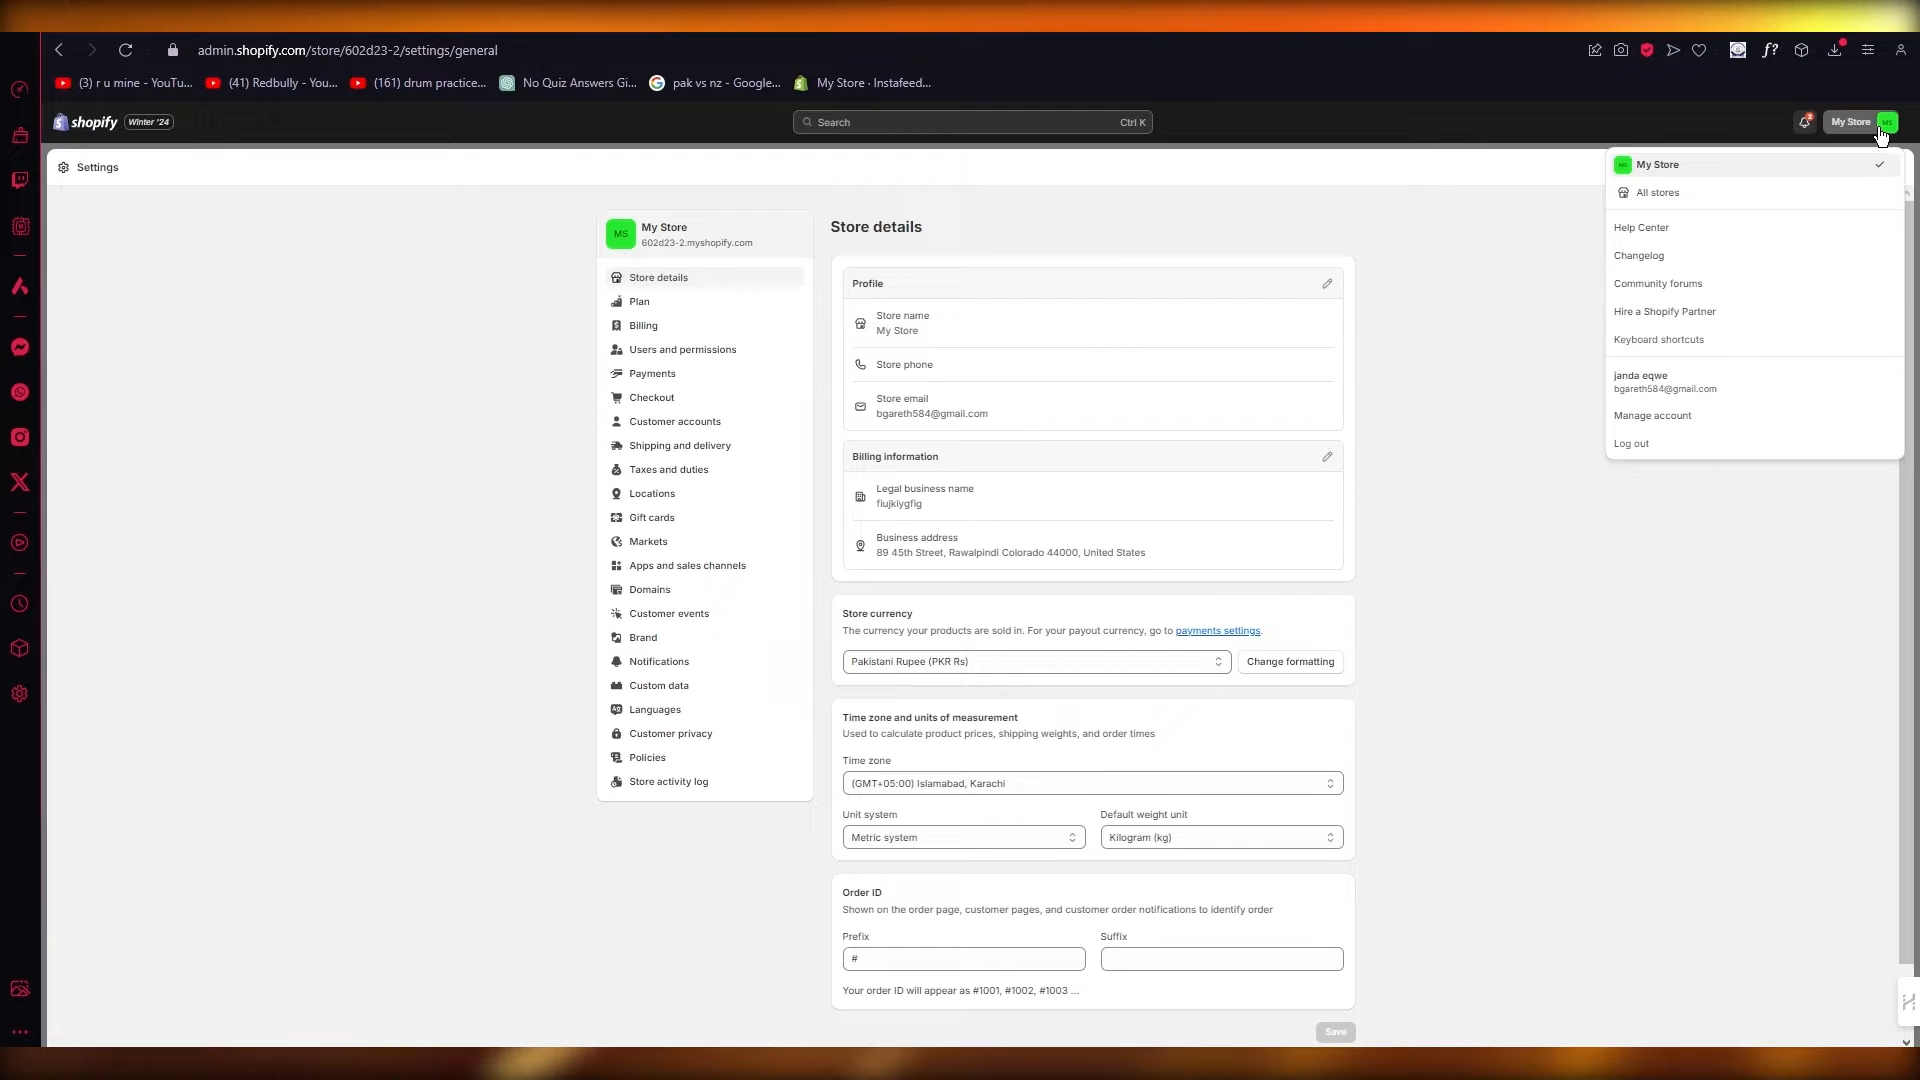 admin.shopify.com/store/602d23-2/settings/general
(3) r u mine - YouTu...
(41) Redbully - You...
(161) drum practice...
No Quiz Answers Gi...
pak vs nz - Google...
My Store · Instafeed...
shopify
Winter '24
Search
Ctrl K
2
My Store
MS
Settings
MS
My Store
All stores
Help Center
Changelog
Community forums
Hire a Shopify Partner
Keyboard shortcuts
janda eqwe
bgareth584@gmail.com
Manage account
Log out
MS
My Store
602d23-2.myshopify.com
Store details
Plan
Billing
Users and permissions
Payments
Checkout
Customer accounts
Shipping and delivery
Taxes and duties
Locations
Gift cards
Markets
Apps and sales channels
Domains
Customer events
Brand
Notifications
Custom data
Languages
Customer privacy
Policies
Store activity log
Store details
Profile
Store name
My Store
Store phone
Store email
bgareth584@gmail.com
Billing information
Legal business name
fiujkiygfig
Business address
89 45th Street, Rawalpindi Colorado 44000, United States
Store currency
The currency your products are sold in. For your payout currency, go to payments settings.
Pakistani Rupee (PKR Rs)
Change formatting
Time zone and units of measurement
Used to calculate product prices, shipping weights, and order times
Time zone
(GMT+05:00) Islamabad, Karachi
Unit system
Default weight unit
Metric system
Kilogram (kg)
Order ID
Shown on the order page, customer pages, and customer order notifications to identify order
Prefix
Suffix
#
Your order ID will appear as #1001, #1002, #1003 ...
Save